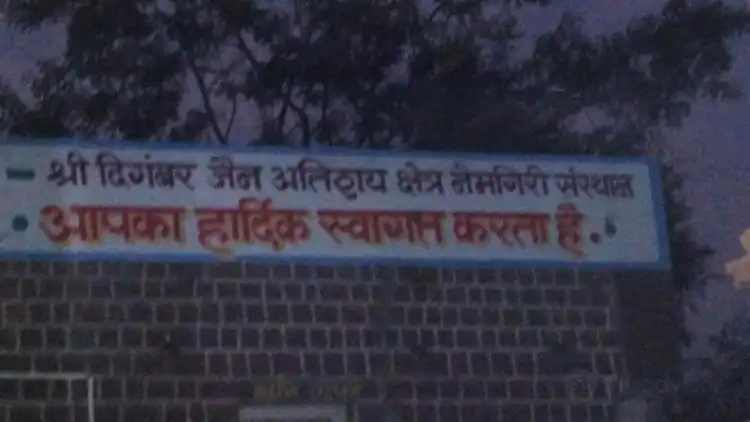 श्री दिगंबर जैन अतिशय क्षेत्र नेमगिरी संस्थान
आपका हार्दिक स्वागत करता है.